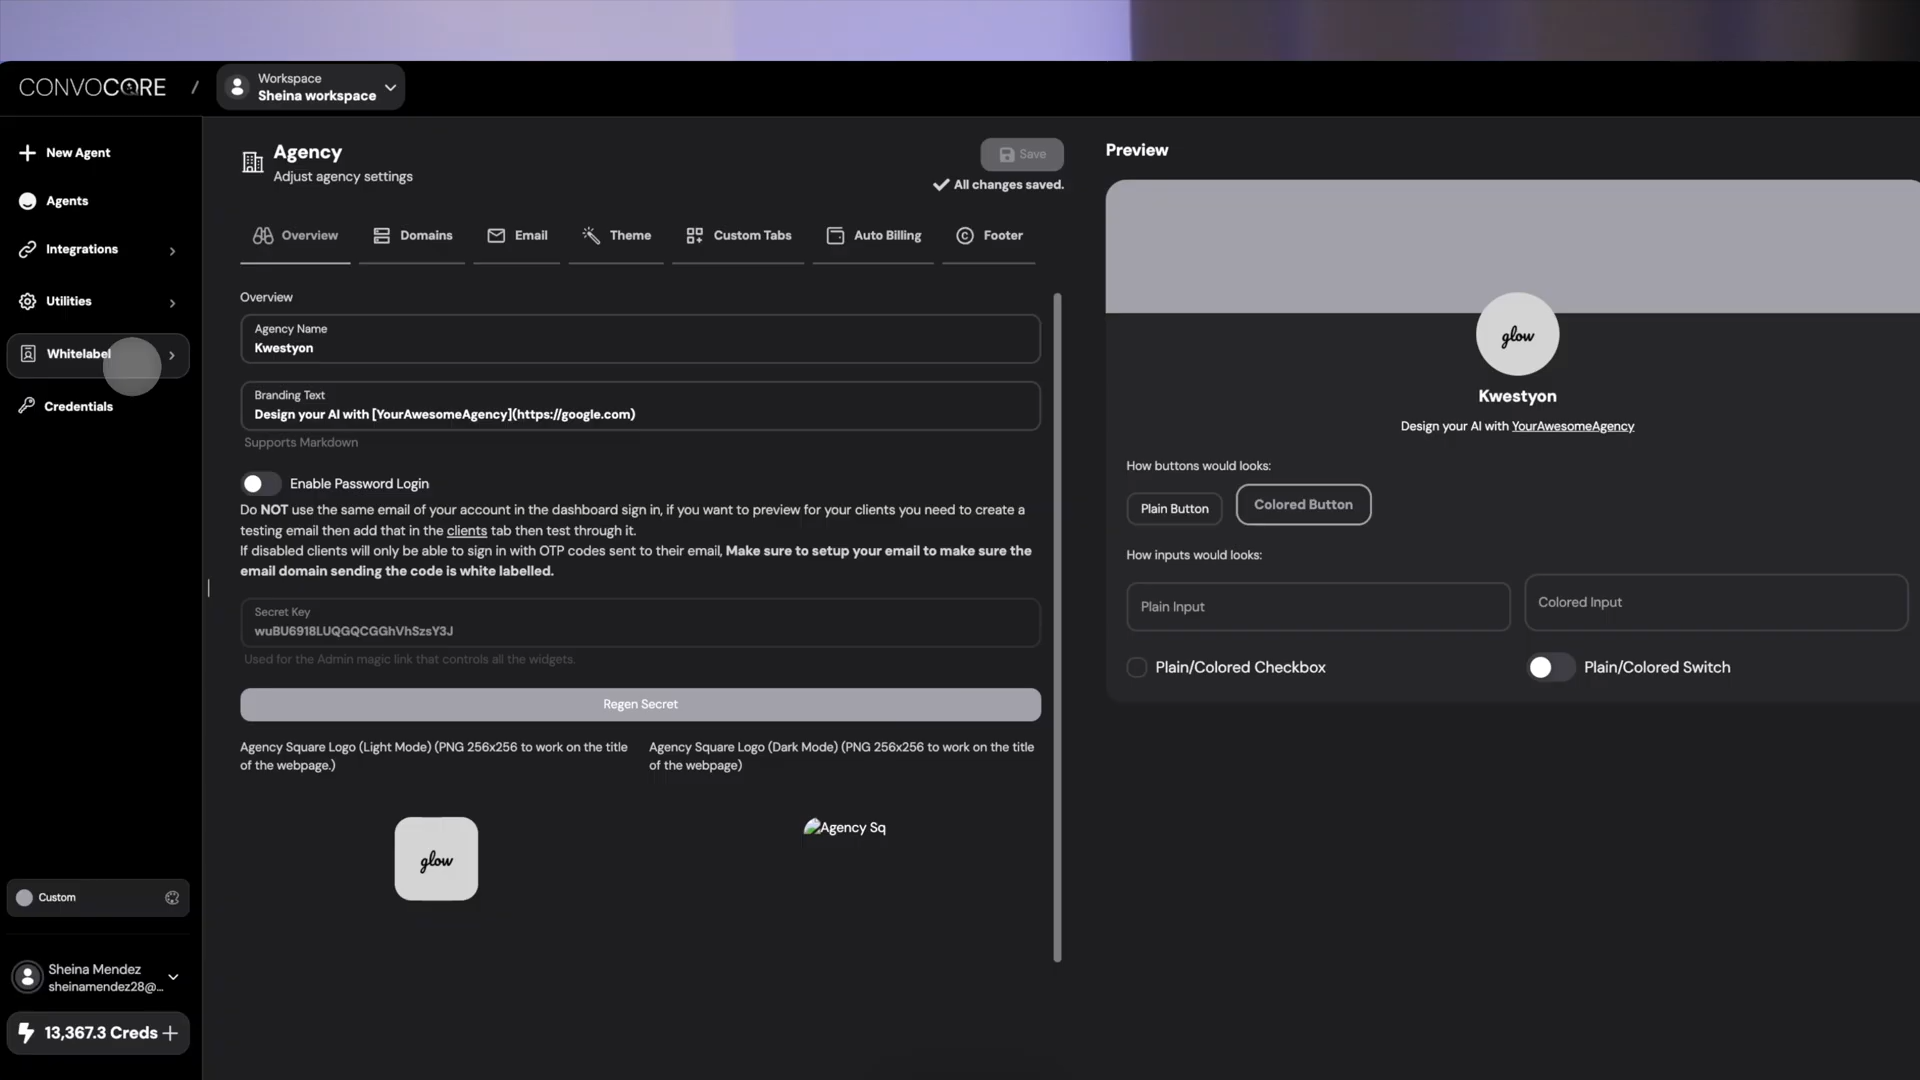 CONVOCORE
/
Workspace
Sheina workspace
New Agent
Agents
Integrations
Utilities
Whitelabel
Credentials
Custom
Sheina Mendez
sheinamendez28@...
13,367.3 Creds
Agency
Adjust agency settings
Save
All changes saved.
Overview
Domains
Email
Theme
Custom Tabs
Auto Billing
Footer
Overview
Agency Name
Kwestyon
Branding Text
Design your AI with [YourAwesomeAgency](https://google.com)
Supports Markdown
Enable Password Login
Do NOT use the same email of your account in the dashboard sign in, if you want to preview for your clients you need to create a
testing email then add that in the clients tab then test through it.
If disabled clients will only be able to sign in with OTP codes sent to their email, Make sure to setup your email to make sure the
email domain sending the code is white labelled.
Secret Key
wuBU6918LUQGQCGGhVhSzsY3J
Used for the Admin magic link that controls all the widgets.
Regen Secret
Agency Square Logo (Light Mode) (PNG 256x256 to work on the title
of the webpage.)
Agency Square Logo (Dark Mode) (PNG 256x256 to work on the title
of the webpage)
glow
Agency Sq
Preview
glow
Kwestyon
Design your AI with YourAwesomeAgency
How buttons would looks:
Plain Button
Colored Button
How inputs would looks:
Plain Input
Colored Input
Plain/Colored Checkbox
Plain/Colored Switch